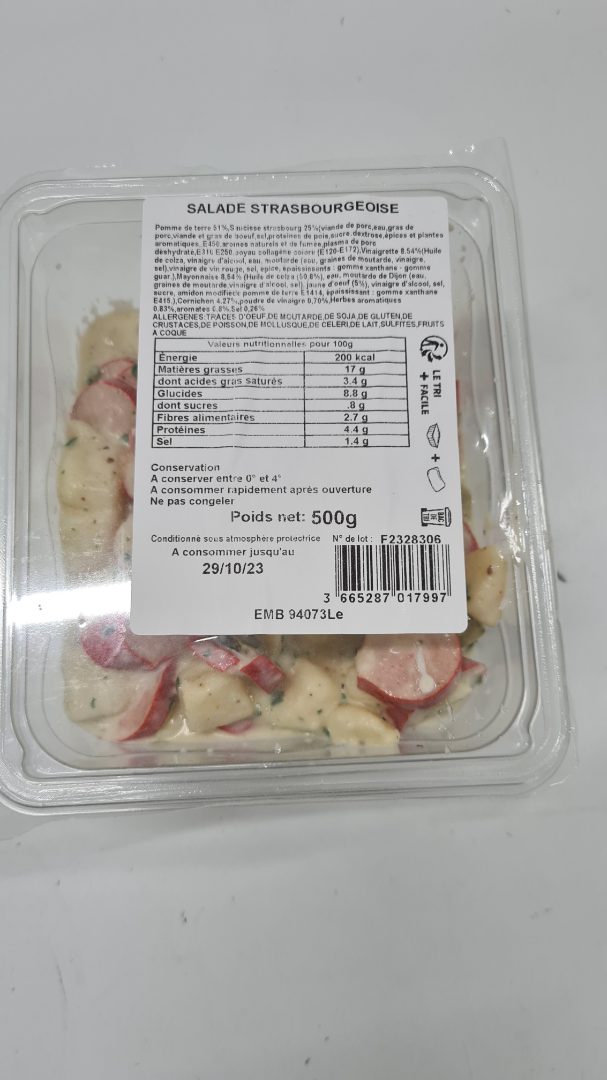 SALADE STRASBOURGEOISE
Pomme de terre 51%,Saucisse strasbourg 25%(viande de porc,eau,gras de
porc,viande et gras de boeuf,sel,protéines de pois,sucre,dextrose,épices et plantes
aromatiques, E450,aromes naturels et de fumée,plasma de porc
déshydraté,E316 E250,boyau collagène coloré (E120-E172),Vinaigrette 8.54%(Huile
de colza, vinaigre d'alcool, eau, moutarde (eau, graines de moutarde, vinaigre,
sel),vinaigre de vin rouge, sel, épice, épaississants : gomme xanthane - gomme
guar.),Mayonnaise 8,54% (Huile de colza (50,8%), eau, moutarde de Dijon (eau,
graines de moutarde,vinaigre d'alcool, sel), jaune d'oeuf (5%), vinaigre d'alcool, sel,
sucre, amidon modifié: pomme de terre E1414, épaississant : gomme xanthane
E415,),Cornichon 4.27%,poudre de vinaigre 0,70%,Herbes aromatiques
0.83%,aromates 0.8%,Sel 0.26%
ALLERGENES:TRACES D'OEUF,DE MOUTARDE,DE SOJA,DE GLUTEN,DE
CRUSTACES,DE POISSON,DE MOLLUSQUE,DE CELERI,DE LAIT,SULFITES,FRUITS
A COQUE
Valeurs nutritionnelles pour 100g
Énergie 200 kcal
Matières grasses 17 g
dont acides gras saturés 3.4 g
Glucides 8.8 g
dont sucres .8 g
Fibres alimentaires 2.7 g
Protéines 4.4 g
Sel 1.4 g
LE TRI
+ FACILE
+
BAC
DE
TRI
Conservation
A conserver entre 0° et 4°
A consommer rapidement après ouverture
Ne pas congeler
Poids net: 500g
Conditionné sous atmosphère protectrice N° de lot : F2328306
A consommer jusqu'au
29/10/23
3 665287 017997
EMB 94073Le